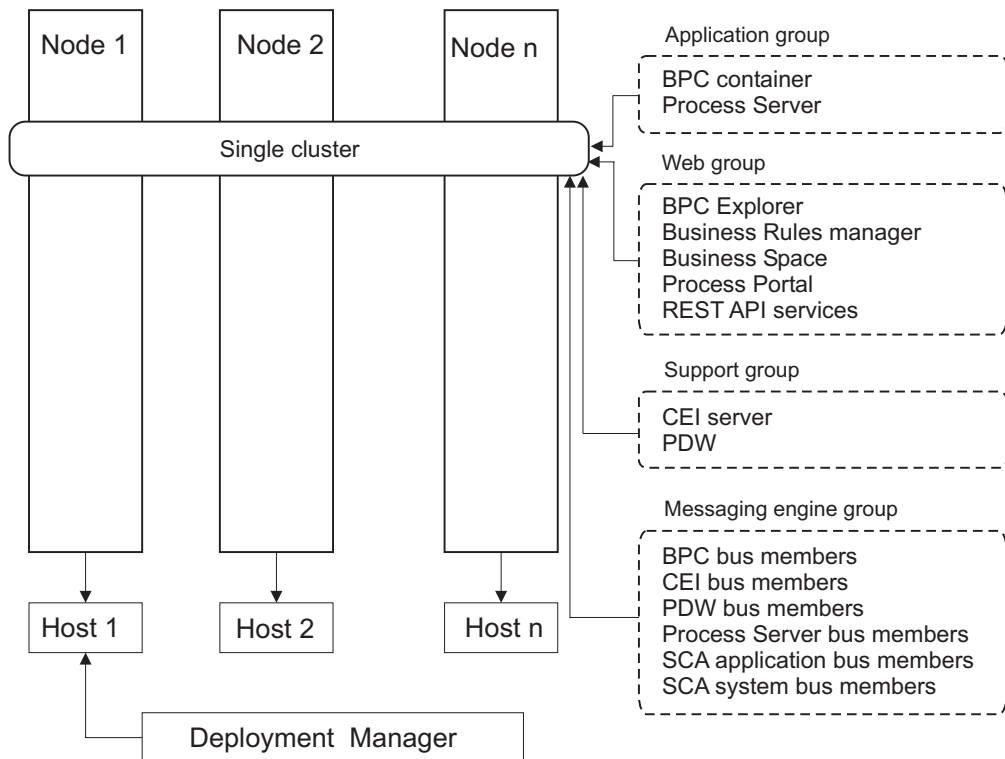 Node 1
Node 2
Node n
Single cluster
Host 1
Host 2
Host n
Deployment Manager
Application group
BPC container
Process Server
Web group
BPC Explorer
Business Rules manager
Business Space
Process Portal
REST API services
Support group
CEI server
PDW
Messaging engine group
BPC bus members
CEI bus members
PDW bus members
Process Server bus members
SCA application bus members
SCA system bus members